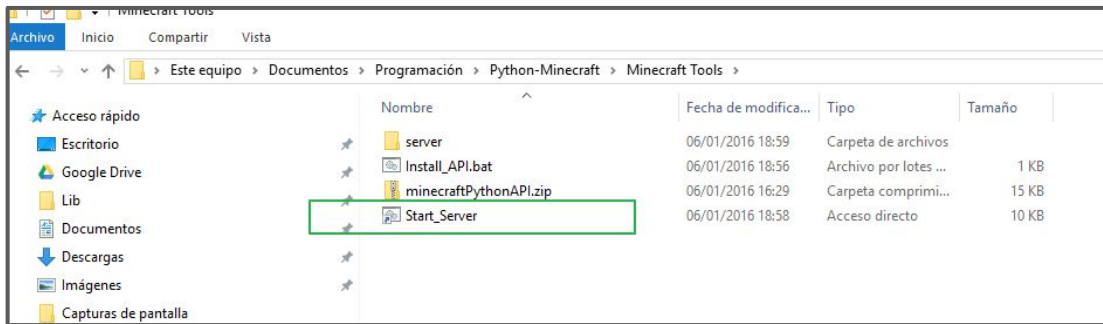 Minecraft Tools
Archivo Inicio Compartir Vista
Este equipo > Documentos > Programación > Python-Minecraft > Minecraft Tools >
Acceso rápido
Escritorio
Google Drive
Lib
Documentos
Descargas
Imágenes
Capturas de pantalla
Nombre Fecha de modifica... Tipo Tamaño
server 06/01/2016 18:59 Carpeta de archivos
Install_API.bat 06/01/2016 18:56 Archivo por lotes ... 1 KB
minecraftPythonAPI.zip 06/01/2016 16:29 Carpeta comprimi... 15 KB
Start_Server 06/01/2016 18:58 Acceso directo 10 KB